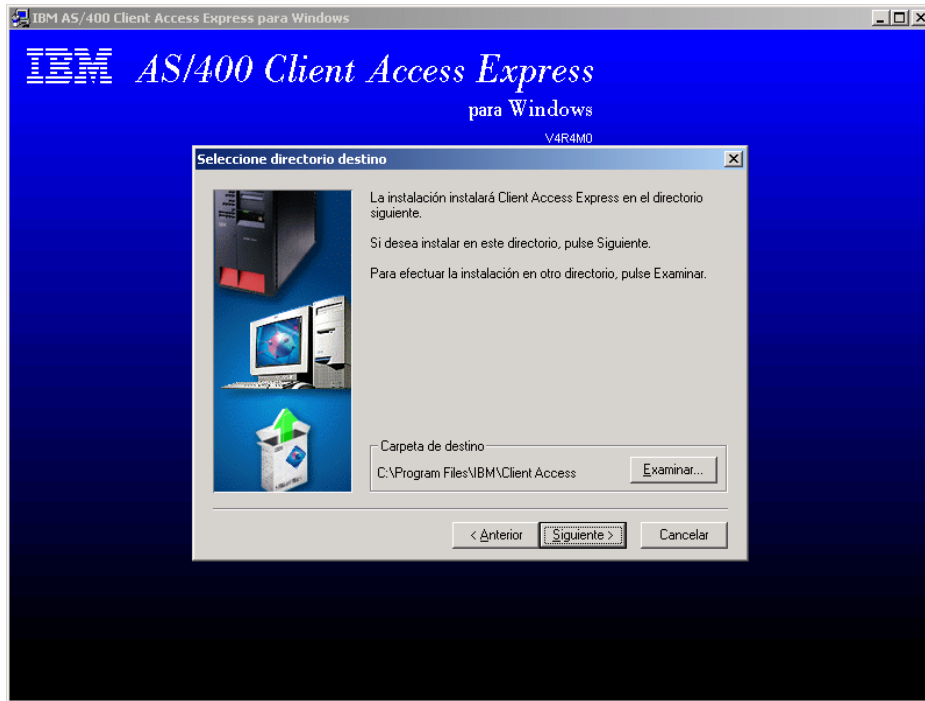 IBM AS/400 Client Access Express para Windows
IBM AS/400 Client Access Express
para Windows
V4R4M0
Seleccione directorio destino
La instalación instalará Client Access Express en el directorio
siguiente.
Si desea instalar en este directorio, pulse Siguiente.
Para efectuar la instalación en otro directorio, pulse Examinar.
Carpeta de destino
C:\Program Files\IBM\Client Access
Examinar...
< Anterior
Siguiente >
Cancelar